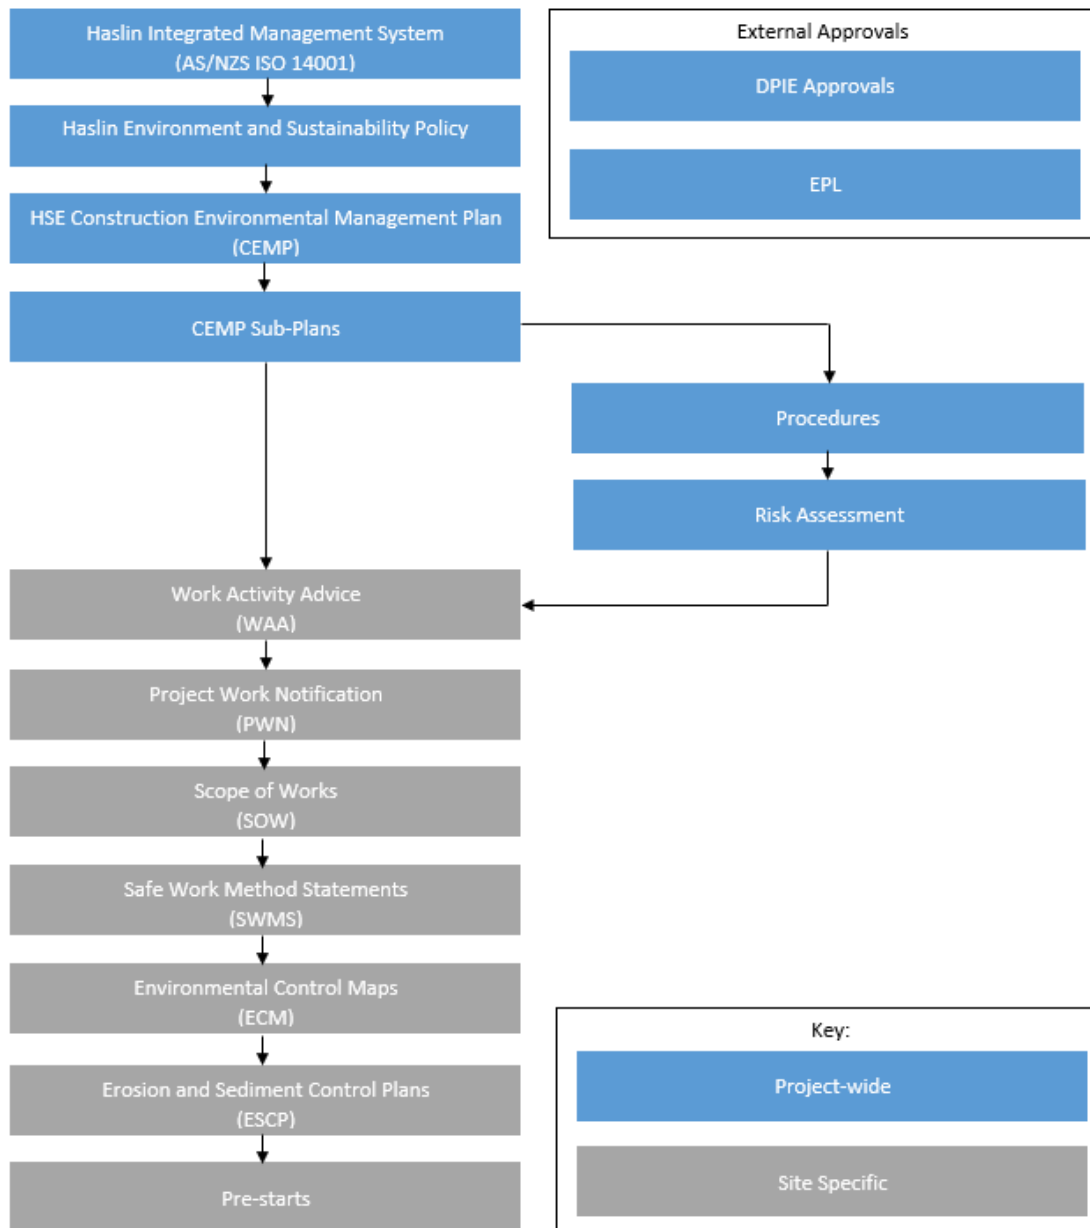 Haslin Integrated Management System
(AS/NZS ISO 14001)
Haslin Environment and Sustainability Policy
HSE Construction Environmental Management Plan
(CEMP)
CEMP Sub-Plans
External Approvals
DPIE Approvals
EPL
Procedures
Risk Assessment
Work Activity Advice
(WAA)
Project Work Notification
(PWN)
Scope of Works
(SOW)
Safe Work Method Statements
(SWMS)
Environmental Control Maps
(ECM)
Erosion and Sediment Control Plans
(ESCP)
Pre-starts
Key:
Project-wide
Site Specific